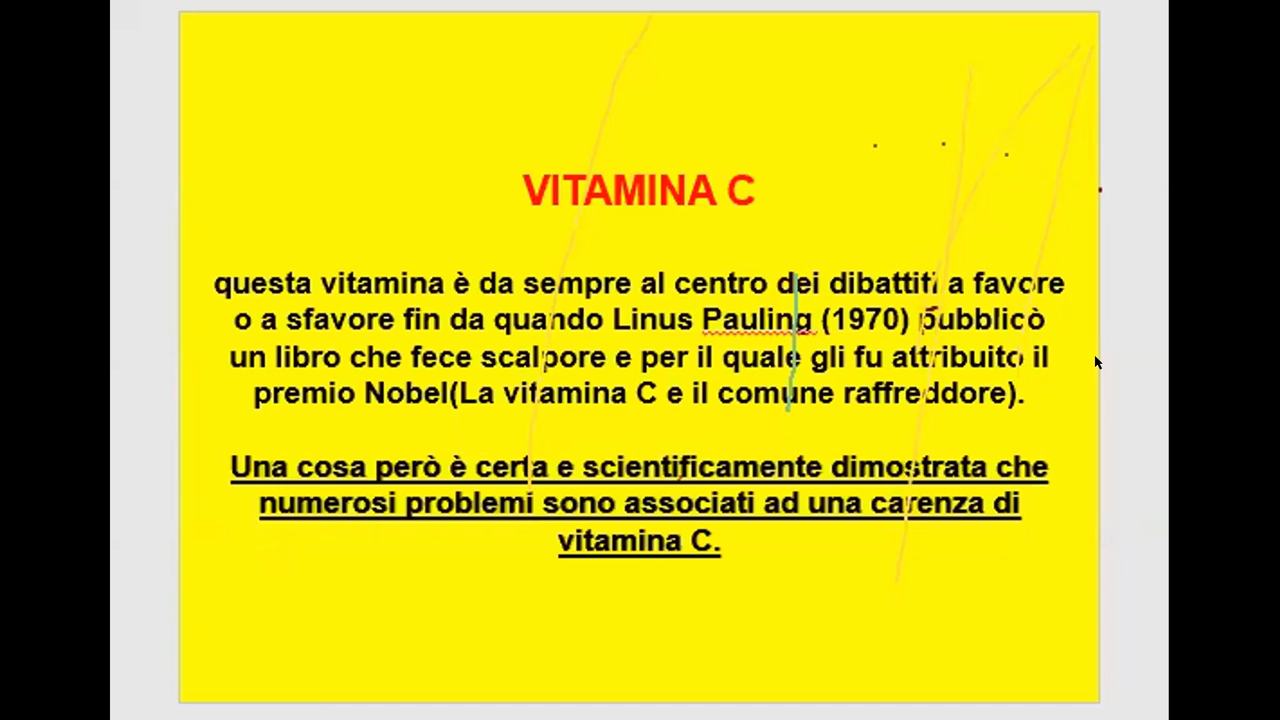 VITAMINA C
questa vitamina è da sempre al centro dei dibattiti a favore
o a sfavore fin da quando Linus Pauling (1970) pubblicò
un libro che fece scalpore e per il quale gli fu attribuito il
premio Nobel(La vitamina C e il comune raffreddore).
Una cosa però è certa e scientificamente dimostrata che
numerosi problemi sono associati ad una carenza di
vitamina C.